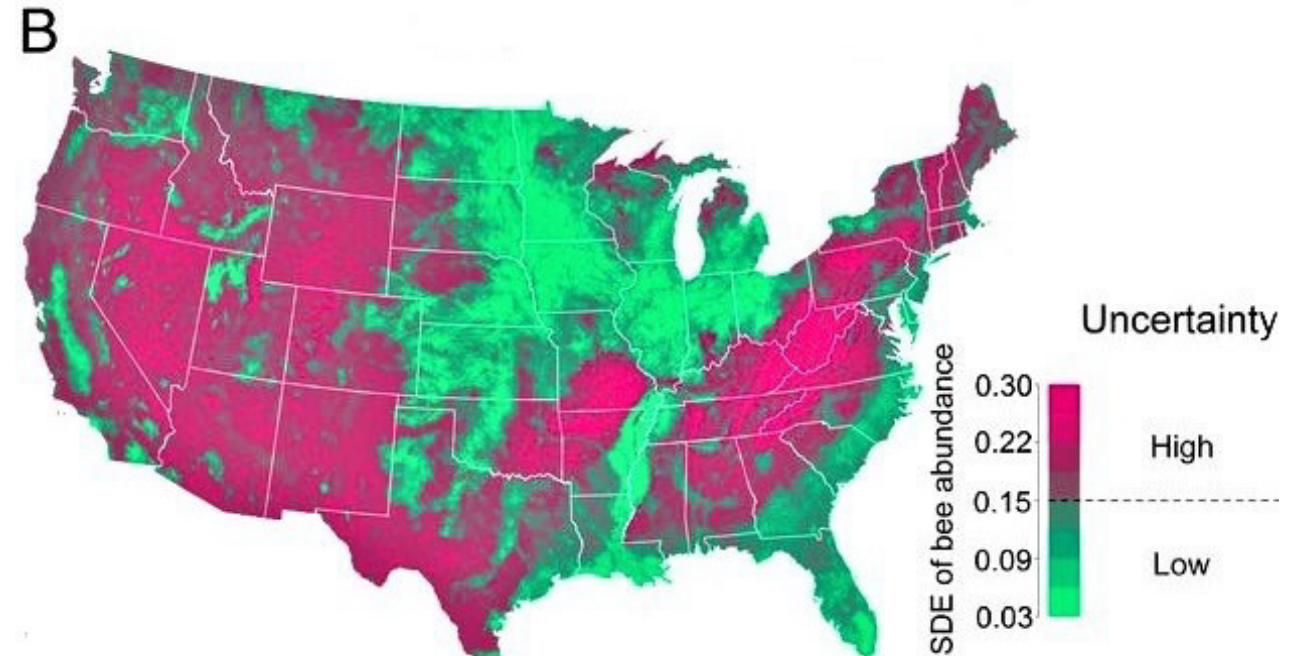 B
Uncertainty
SDE of bee abundance
0.30
0.22
High
0.15
0.09
Low
0.03